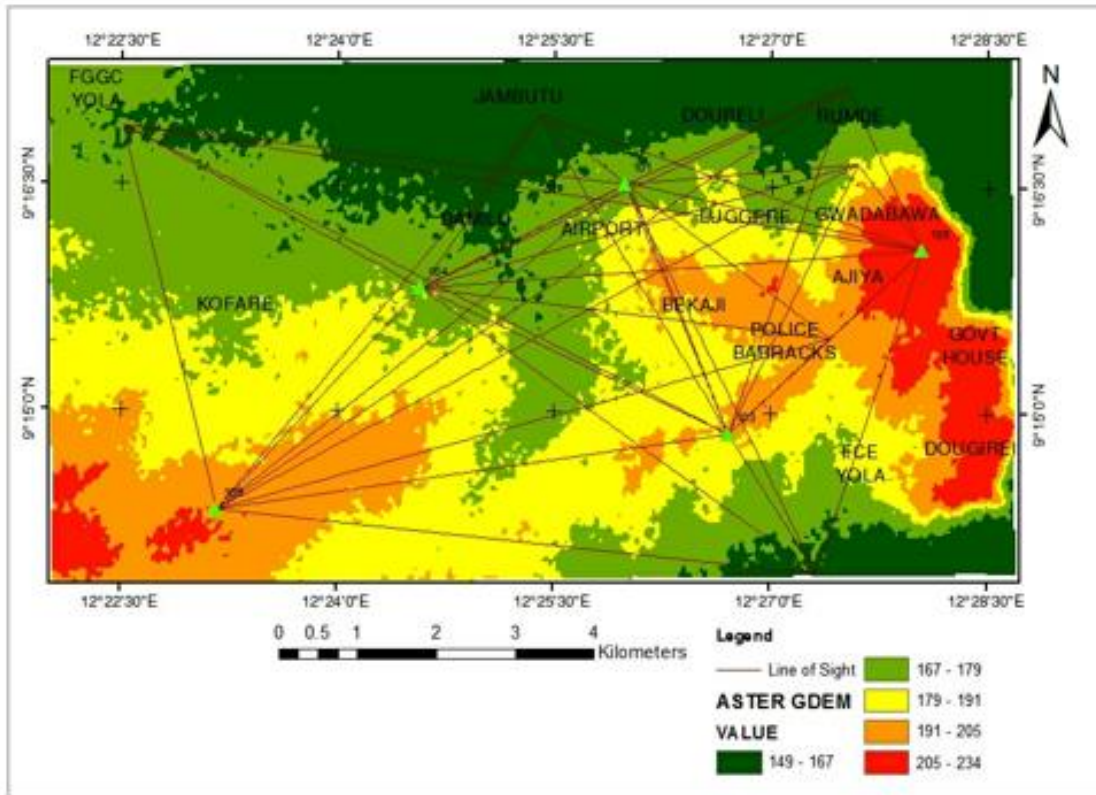 12°22'30"E 12°24'0"E 12°25'30"E 12°27'0"E 12°28'30"E
N
FGGC
YOLA
JAMBUTU
DOURELI
RUMDE
9°16'30"N
9°16'30"N
LUGGERE
GWADABAWA
AIRPORT
AJIYA
KOFARE
BEKAJI
POLICE
BARRACKS
GOVT
HOUSE
9°15'0"N
9°15'0"N
FCE
YOLA
DOUGIREI
12°22'30"E 12°24'0"E 12°25'30"E 12°27'0"E 12°28'30"E
0 0.5 1 2 3 4
Kilometers
Legend
Line of Sight
ASTER GDEM
VALUE
149 - 167
167 - 179
179 - 191
191 - 205
205 - 234